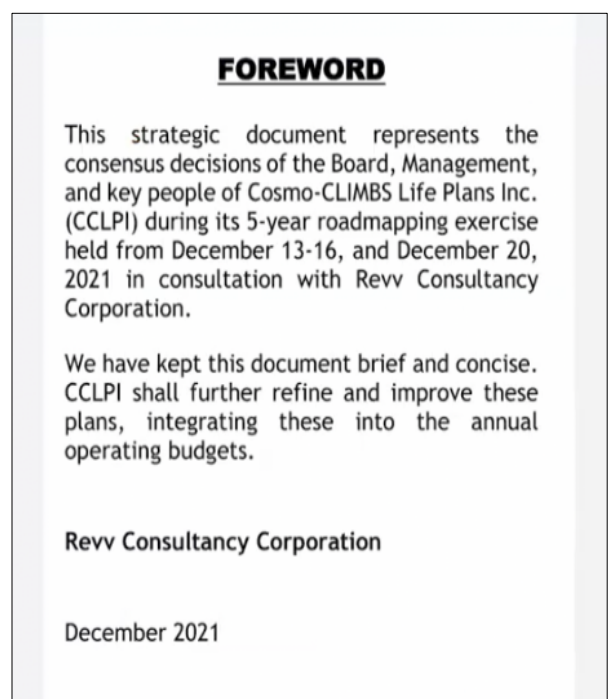 FOREWORD
This strategic document represents the
consensus decisions of the Board, Management,
and key people of Cosmo-CLIMBS Life Plans Inc.
(CCLPI) during its 5-year roadmapping exercise
held from December 13-16, and December 20,
2021 in consultation with Revv Consultancy
Corporation.
We have kept this document brief and concise.
CCLPI shall further refine and improve these
plans, integrating these into the annual
operating budgets.
Revv Consultancy Corporation
December 2021